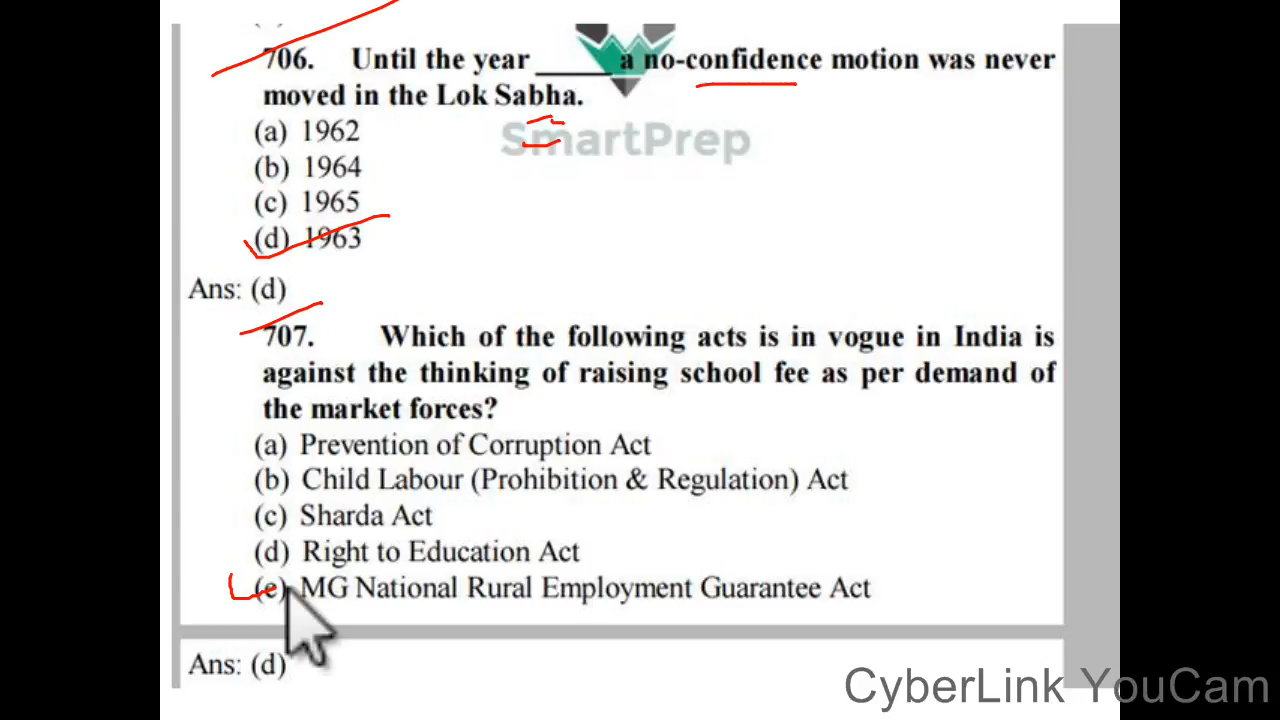 706. Until the year _____ a no-confidence motion was never
moved in the Lok Sabha.
SmartPrep
(a) 1962
(b) 1964
(c) 1965
(d) 1963
Ans: (d)
707. Which of the following acts is in vogue in India is
against the thinking of raising school fee as per demand of
the market forces?
(a) Prevention of Corruption Act
(b) Child Labour (Prohibition & Regulation) Act
(c) Sharda Act
(d) Right to Education Act
(e) MG National Rural Employment Guarantee Act
Ans: (d)
CyberLink YouCam